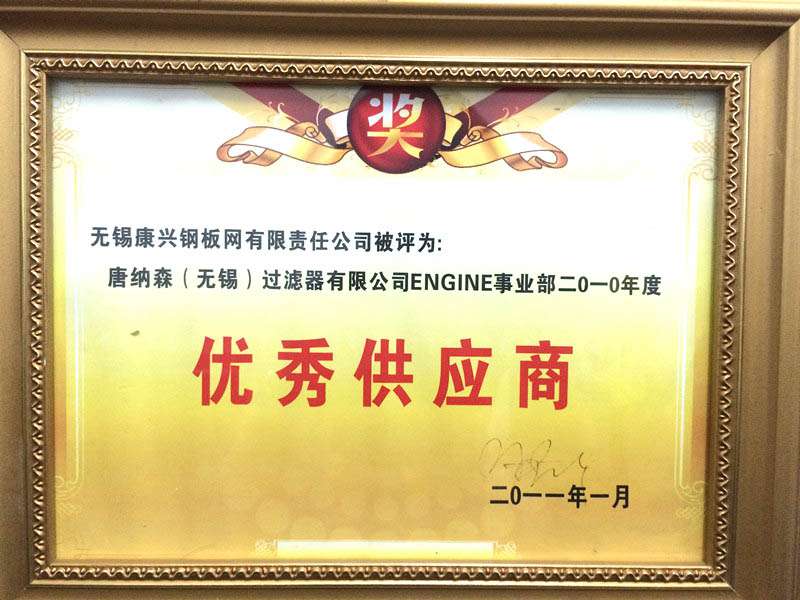 奖
无锡康兴钢板网有限责任公司被评为:
唐纳森（无锡）过滤器有限公司ENGINE事业部二0一0年度
优秀供应商
二0一一年一月